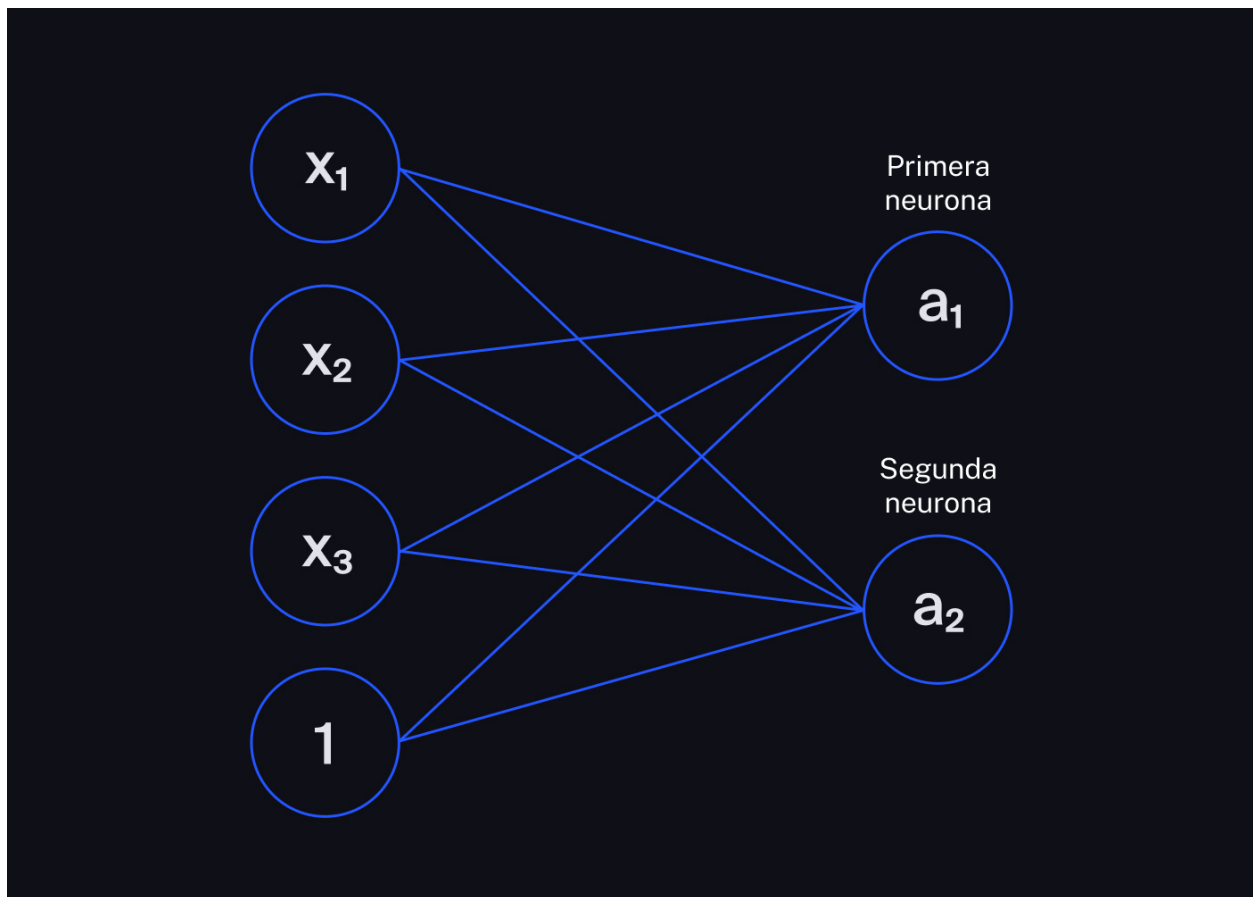 x₁
x₂
x₃
1
Primera
neurona
a₁
Segunda
neurona
a₂